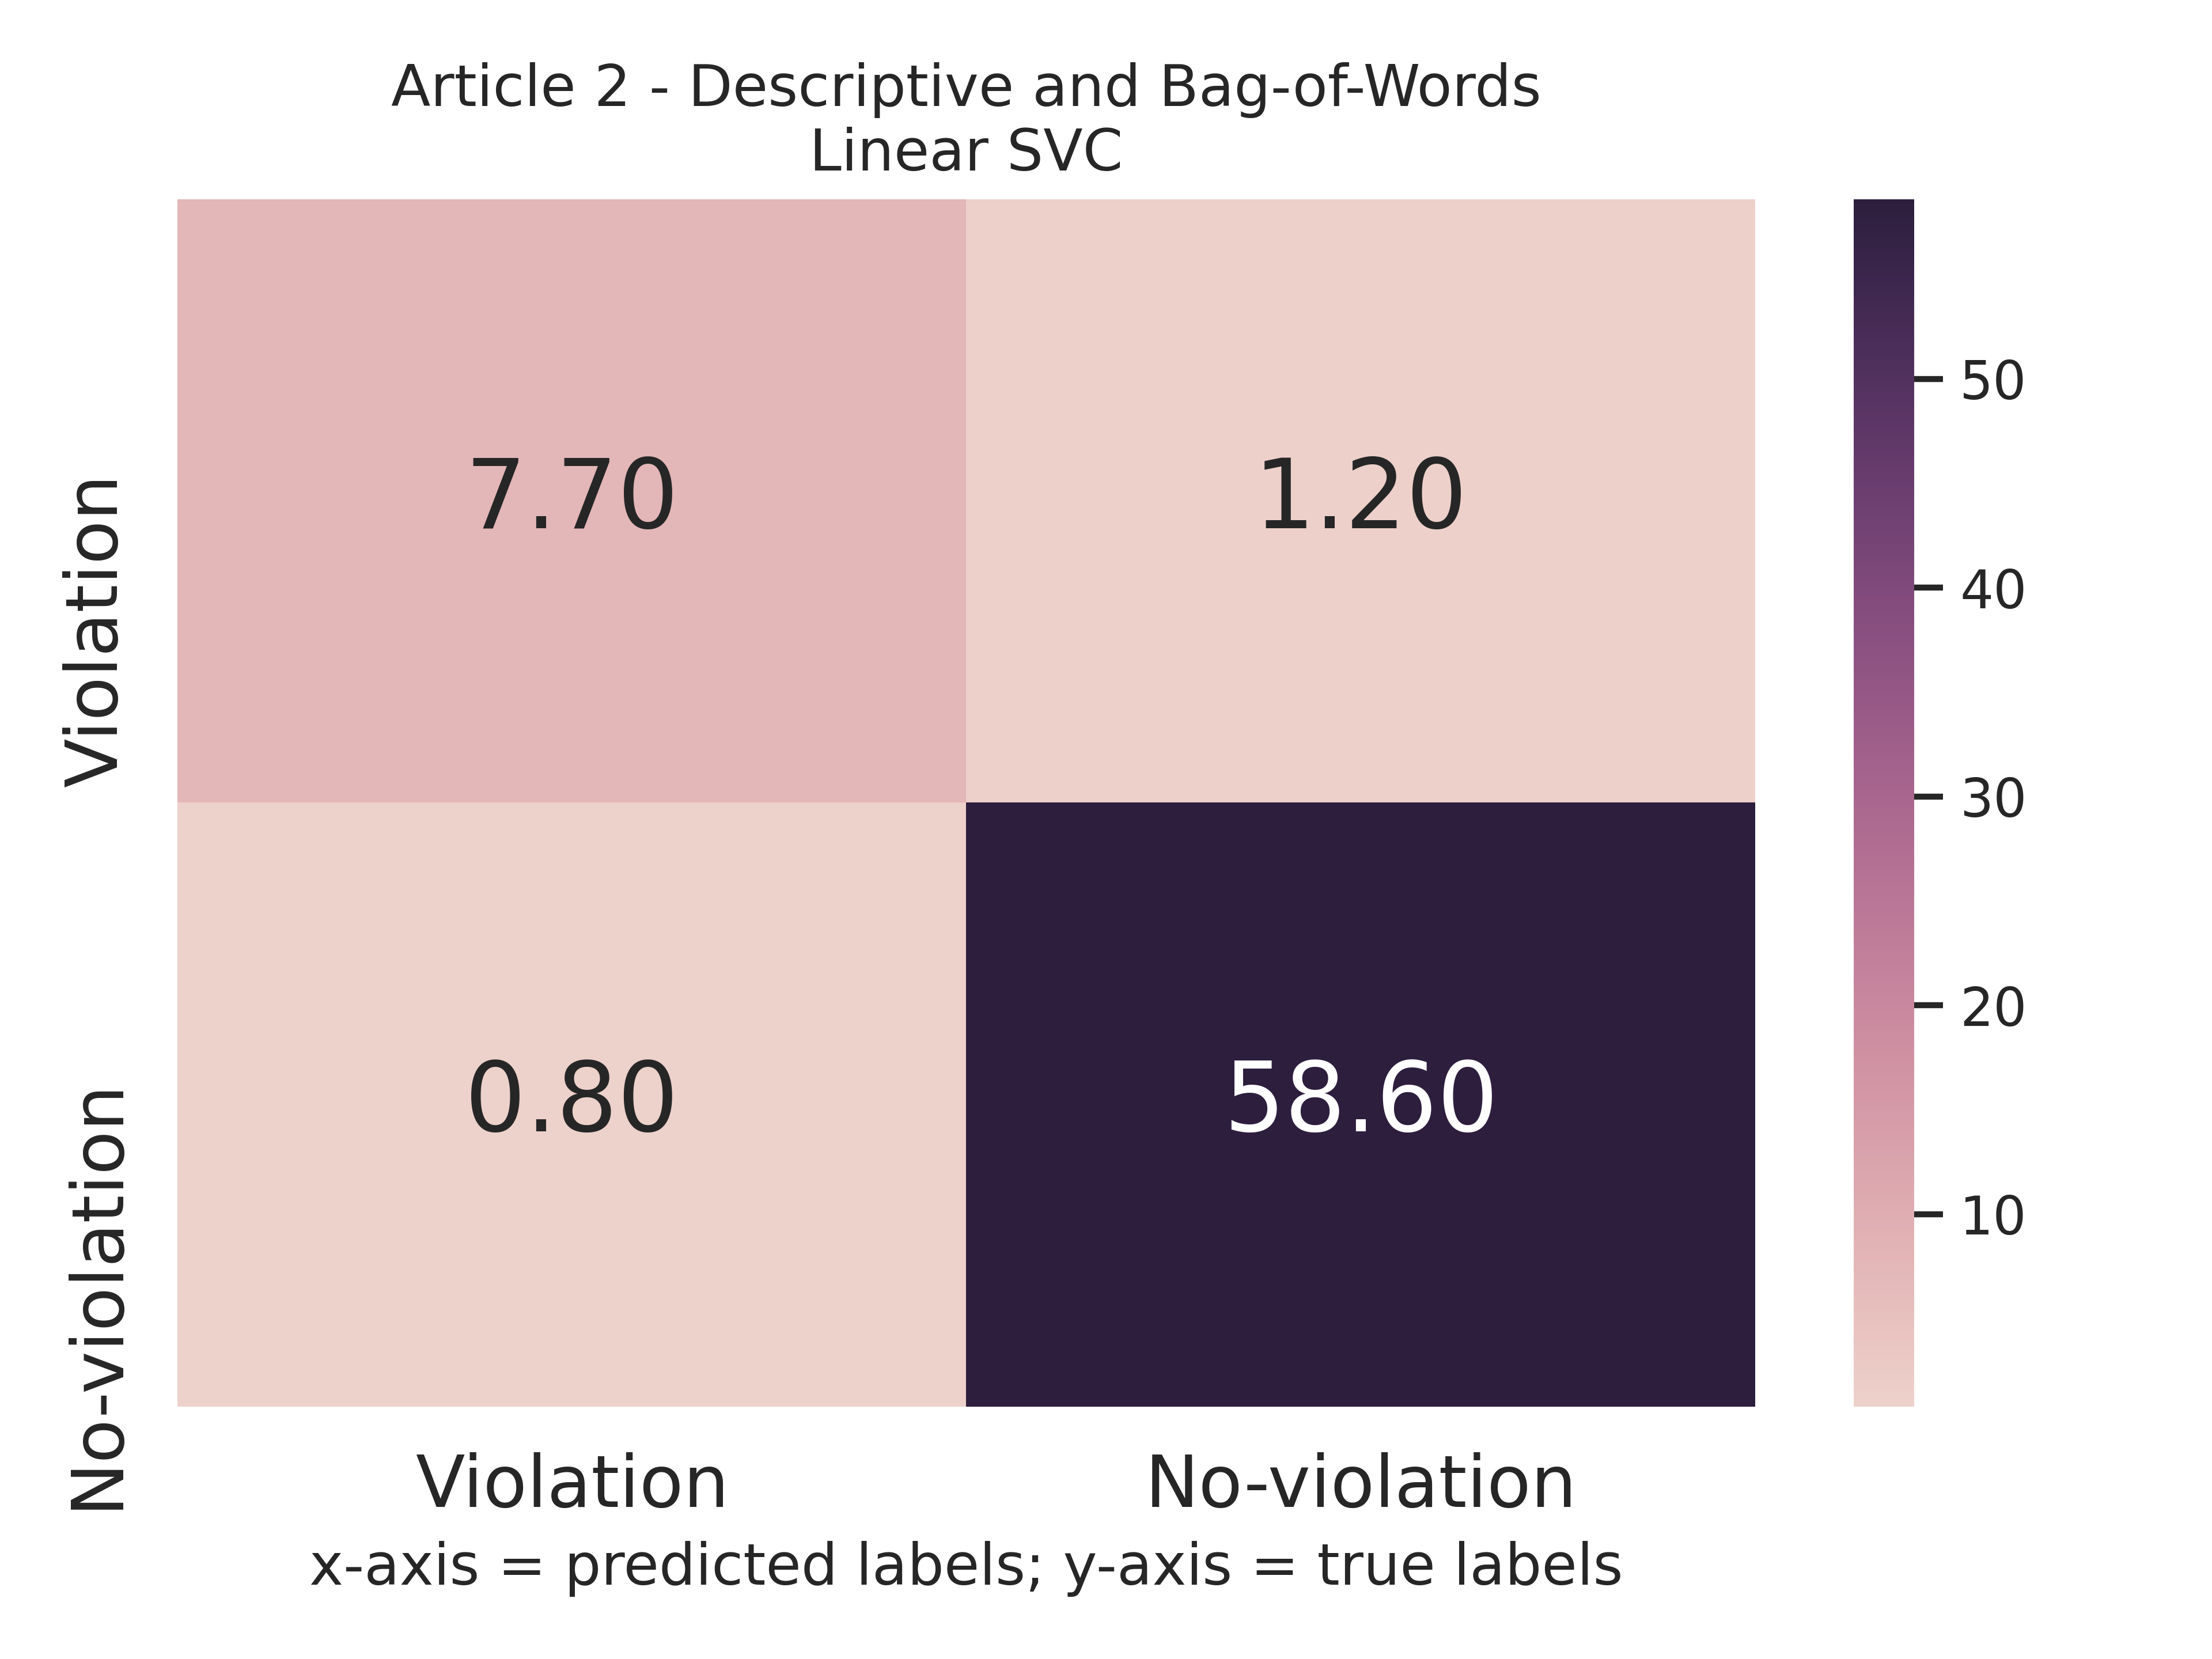 Article 2 - Descriptive and Bag-of-Words
Linear SVC
Violation
No-violation
7.70
1.20
0.80
58.60
Violation
No-violation
x-axis = predicted labels; y-axis = true labels
50
40
30
20
10